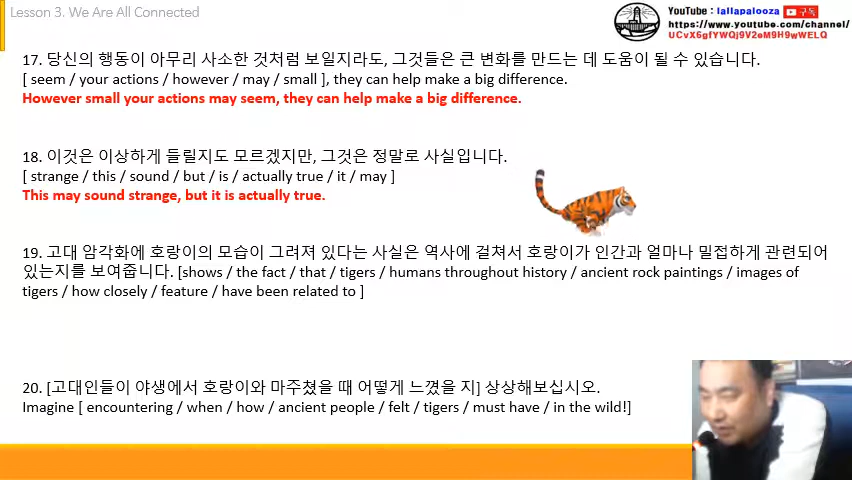 Lesson 3. We Are All Connected
YouTube : lallapalooza 구독
https://www.youtube.com/channel/
UCvX6gfYWQj9V2eM9H9wWELQ
17. 당신의 행동이 아무리 사소한 것처럼 보일지라도, 그것들은 큰 변화를 만드는 데 도움이 될 수 있습니다.
[ seem / your actions / however / may / small ], they can help make a big difference.
However small your actions may seem, they can help make a big difference.
18. 이것은 이상하게 들릴지도 모르겠지만, 그것은 정말로 사실입니다.
[ strange / this / sound / but / is / actually true / it / may ]
This may sound strange, but it is actually true.
19. 고대 암각화에 호랑이의 모습이 그려져 있다는 사실은 역사에 걸쳐서 호랑이가 인간과 얼마나 밀접하게 관련되어
있는지를 보여줍니다. [shows / the fact / that / tigers / humans throughout history / ancient rock paintings / images of
tigers / how closely / feature / have been related to ]
20. [고대인들이 야생에서 호랑이와 마주쳤을 때 어떻게 느꼈을 지] 상상해보십시오.
Imagine [ encountering / when / how / ancient people / felt / tigers / must have / in the wild!]